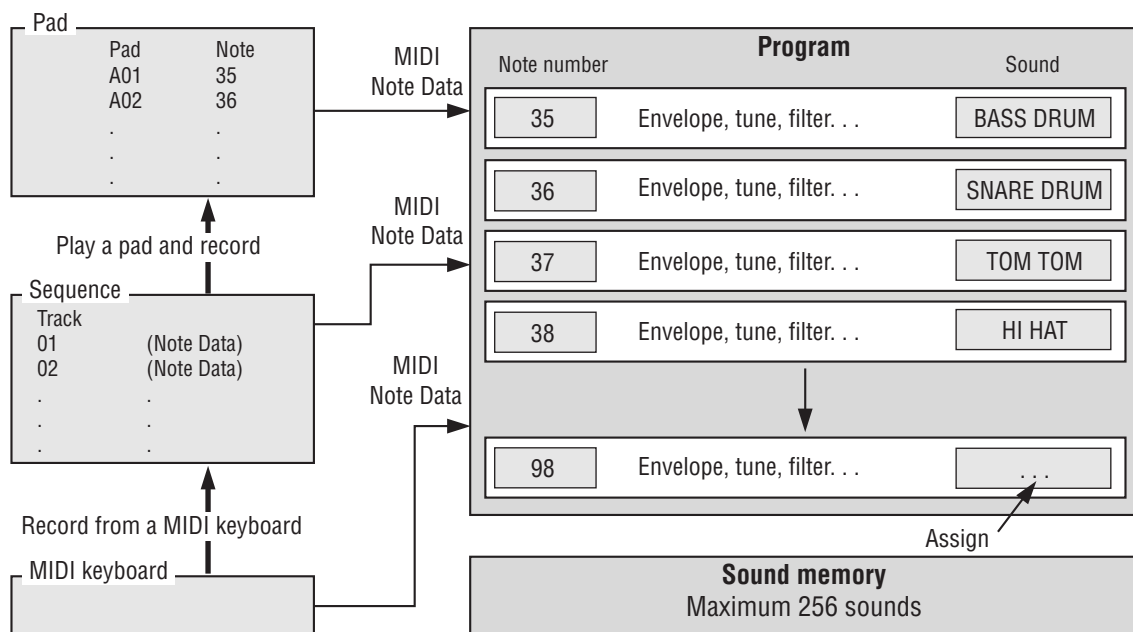 Pad
Pad Note
A01 35
A02 36
. .
. .
. .
Play a pad and record
Sequence
Track
01 (Note Data)
02 (Note Data)
. .
. .
. .
Record from a MIDI keyboard
MIDI keyboard
MIDI
Note Data
MIDI
Note Data
MIDI
Note Data
Program
Note number Sound
35 Envelope, tune, filter. . . BASS DRUM
36 Envelope, tune, filter. . . SNARE DRUM
37 Envelope, tune, filter. . . TOM TOM
38 Envelope, tune, filter. . . HI HAT
98 Envelope, tune, filter. . . . . .
Assign
Sound memory
Maximum 256 sounds